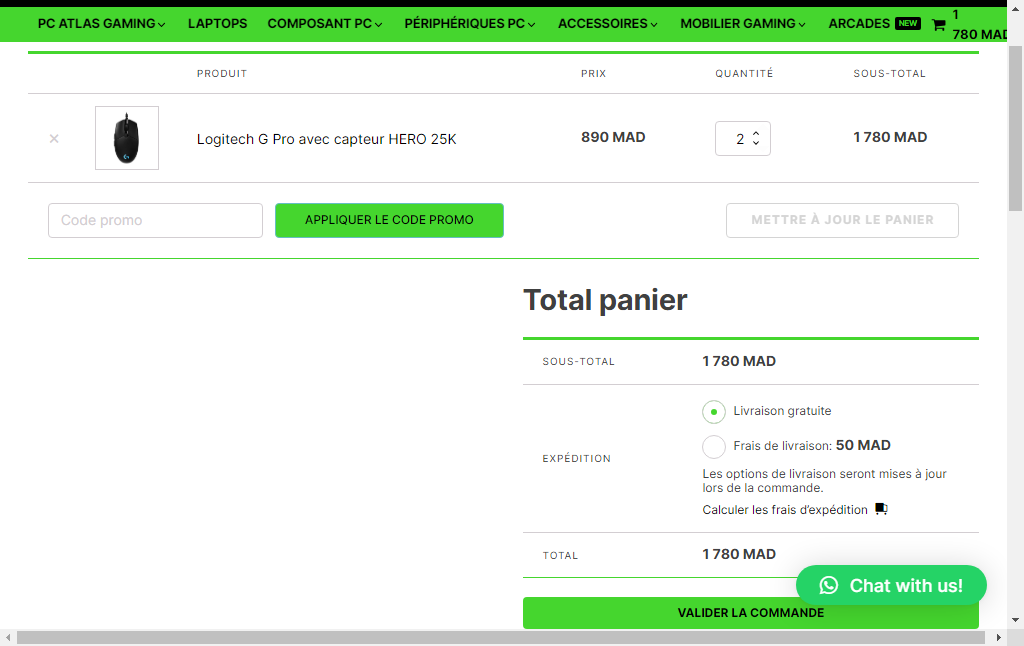 PC ATLAS GAMING LAPTOPS COMPOSANT PC PÉRIPHÉRIQUES PC ACCESSOIRES MOBILIER GAMING ARCADES NEW 1 780 MAD
PRODUIT PRIX QUANTITÉ SOUS-TOTAL
× Logitech G Pro avec capteur HERO 25K 890 MAD 2 1 780 MAD
Code promo APPLIQUER LE CODE PROMO METTRE À JOUR LE PANIER
Total panier
SOUS-TOTAL 1 780 MAD
Livraison gratuite
Frais de livraison: 50 MAD
EXPÉDITION
Les options de livraison seront mises à jour
lors de la commande.
Calculer les frais d’expédition
TOTAL 1 780 MAD
Chat with us!
VALIDER LA COMMANDE